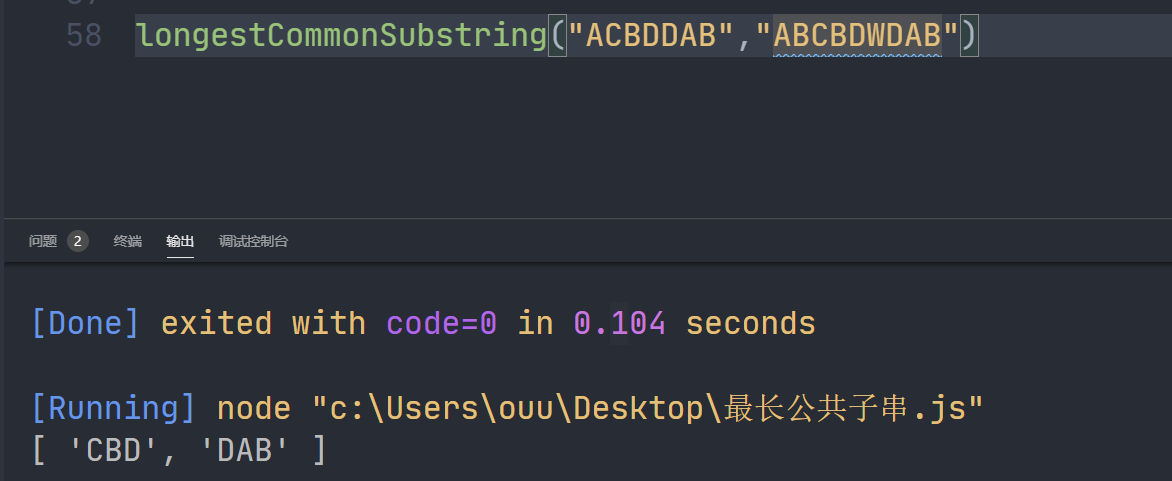 58 longestCommonSubstring("ACBDDAB","ABCBDWDAB")
问题 2 终端 输出 调试控制台
[Done] exited with code=0 in 0.104 seconds
[Running] node "c:\Users\ouu\Desktop\最长公共子串.js"
[ 'CBD', 'DAB' ]